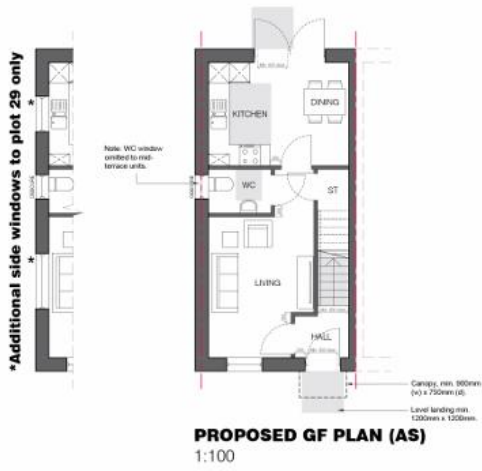 *Additional side windows to plot 29 only
*
*
*
Note: WC window
omitted to mid-
terrace units.
KITCHEN
DINING
WC
ST
LIVING
HALL
Canopy, min. 900mm
(w) x 750mm (d).
Level landing min.
1200mm x 1200mm.
PROPOSED GF PLAN (AS)
1:100